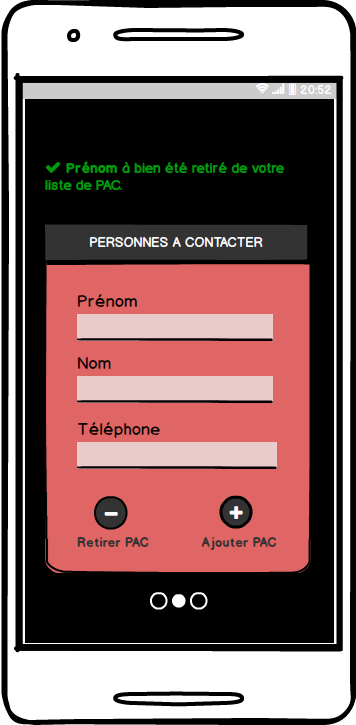 20:52
✔ Prénom à bien été retiré de votre
liste de PAC.
PERSONNES A CONTACTER
Prénom
Nom
Téléphone
Retirer PAC
Ajouter PAC